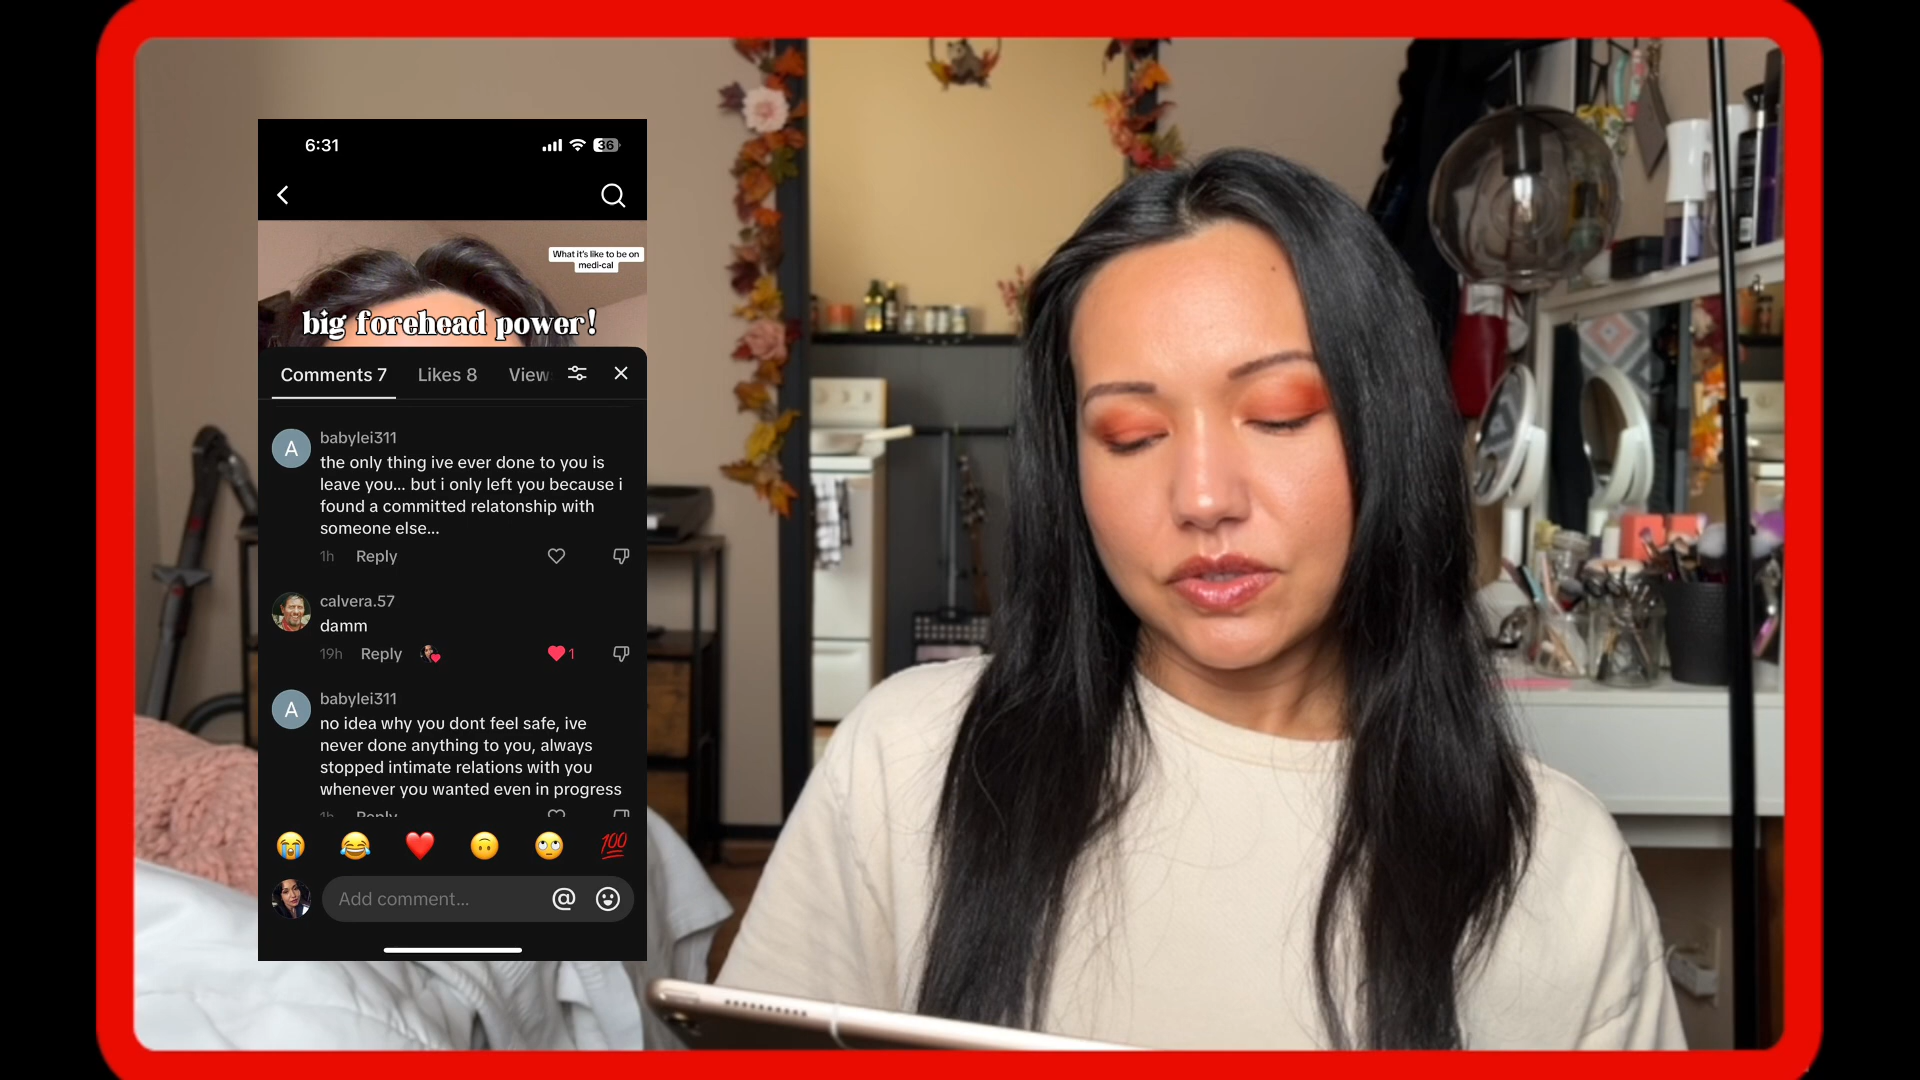 6:31
36
What it's like to be on
medi-cal
big forehead power!
Comments 7
Likes 8
View
A
babylei311
the only thing ive ever done to you is
leave you... but i only left you because i
found a committed relatonship with
someone else...
1h Reply
calvera.57
damm
19h Reply
1
A
babylei311
no idea why you dont feel safe, ive
never done anything to you, always
stopped intimate relations with you
whenever you wanted even in progress
1h Reply
100
Add comment...
@